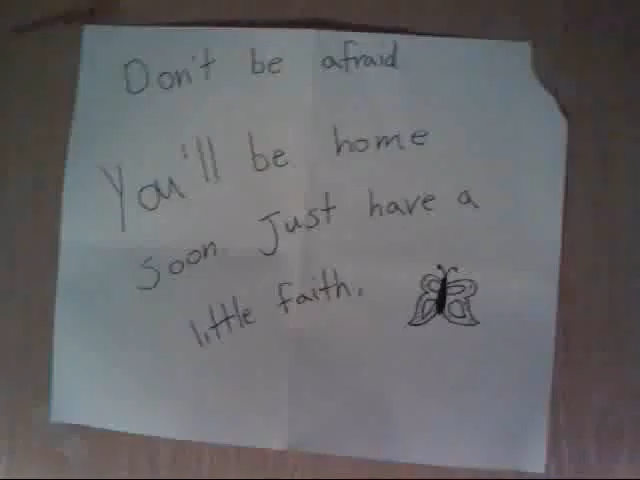 Don't be afraid
You'll be home
soon. Just have a
little faith.